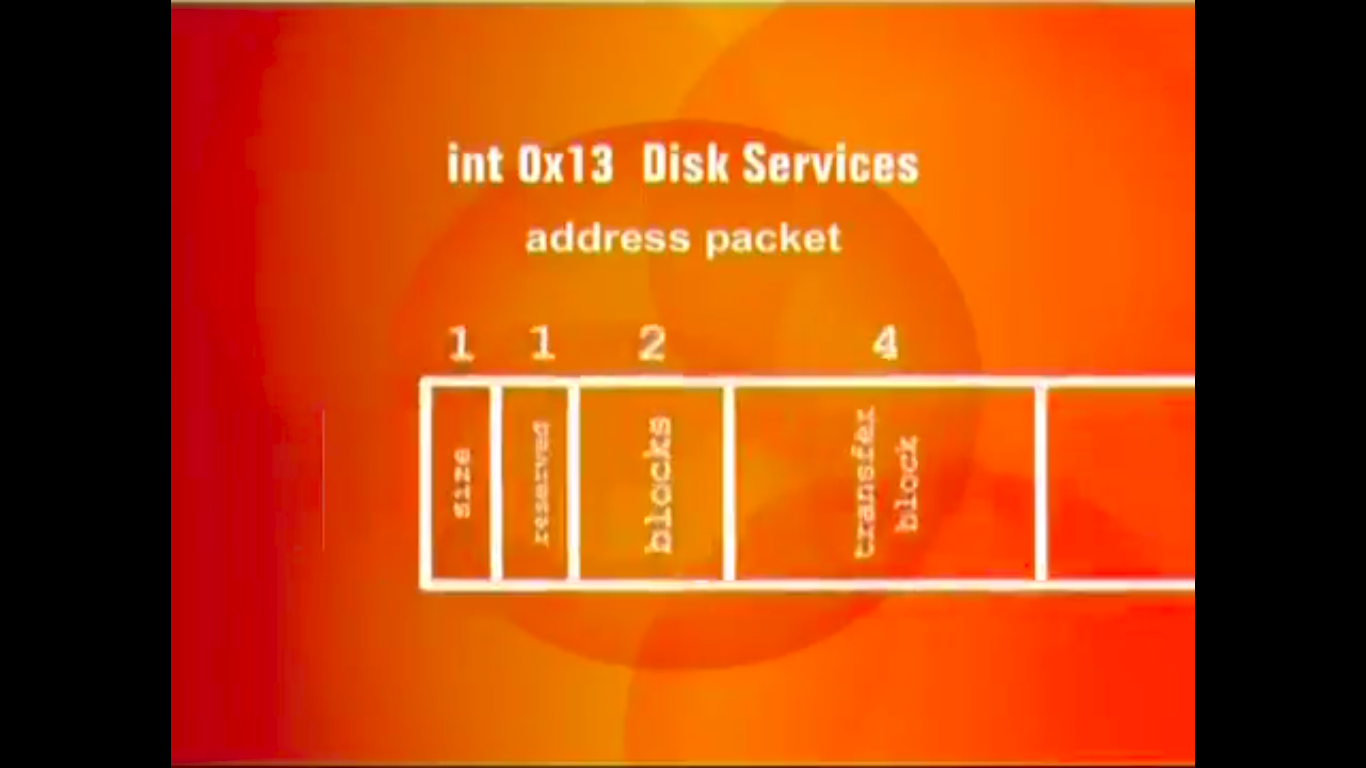 int 0x13 Disk Services
address packet
1 1 2 4
size
reserved
blocks
transfer
block